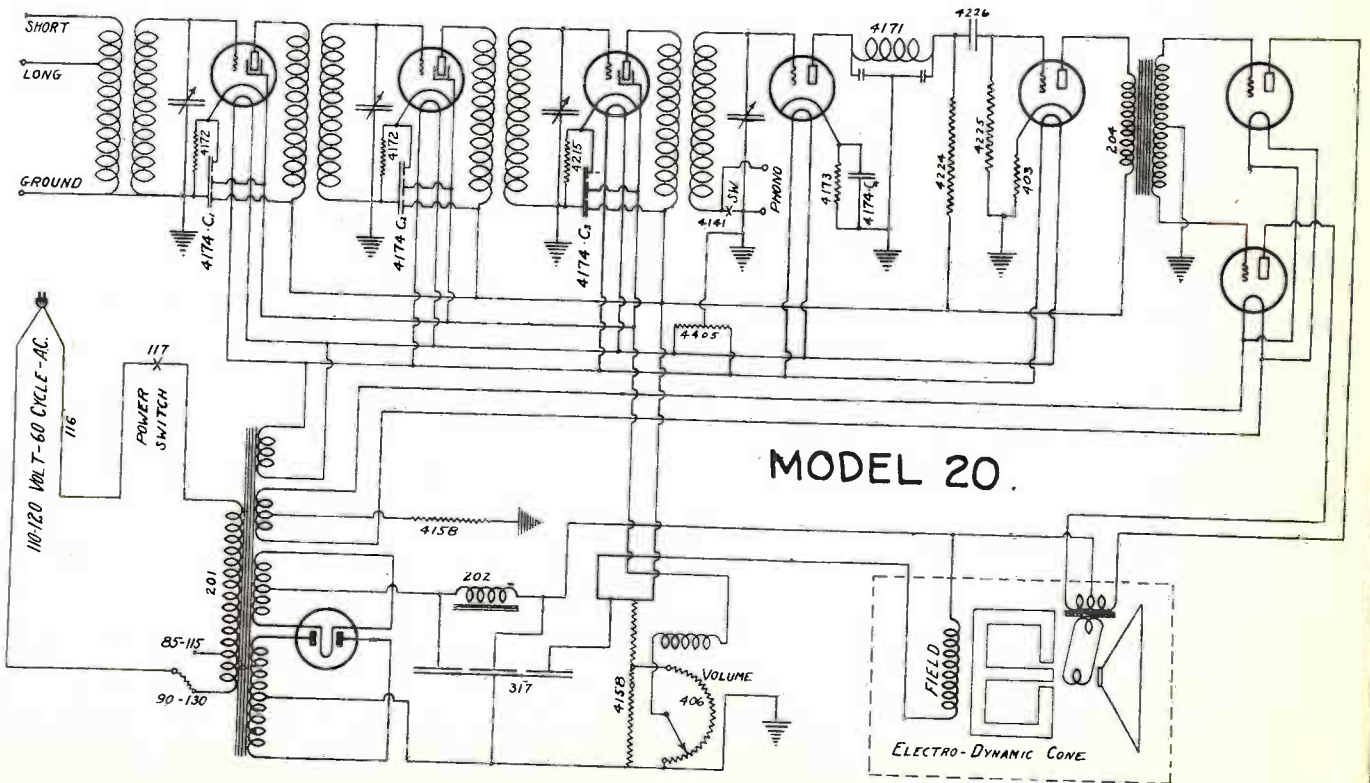 SHORT
LONG
GROUND
4172
4174-C1
4172
4174 C2
4215
4174-C3
SW.
4141
PHONO
4171
4173
4174-C4
4226
4224
4225
403
204
4405
110-120 VOLT-60 CYCLE-A.C.
116
117
POWER
SWITCH
201
85-115
90-130
4158
202
317
4158
VOLUME
406
MODEL 20.
FIELD
ELECTRO-DYNAMIC CONE